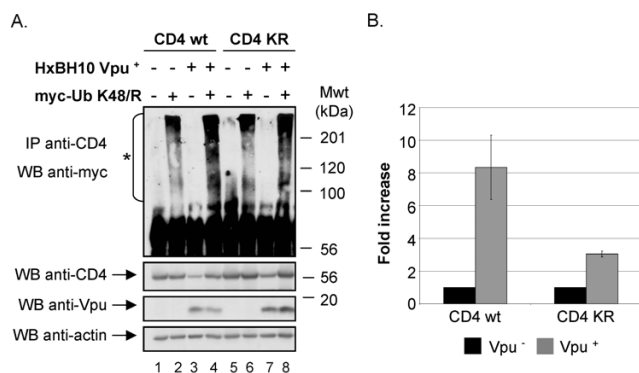 A.
CD4 wt CD4 KR
HxBH10 Vpu + - - + + - - + +
myc-Ub K48/R - + - + - + - +
Mwt
(kDa)
IP anti-CD4
WB anti-myc
*
201
120
100
56
WB anti-CD4
56
20
WB anti-Vpu
WB anti-actin
1 2 3 4 5 6 7 8
B.
Fold increase
12
10
8
6
4
2
0
CD4 wt CD4 KR
Vpu - Vpu +